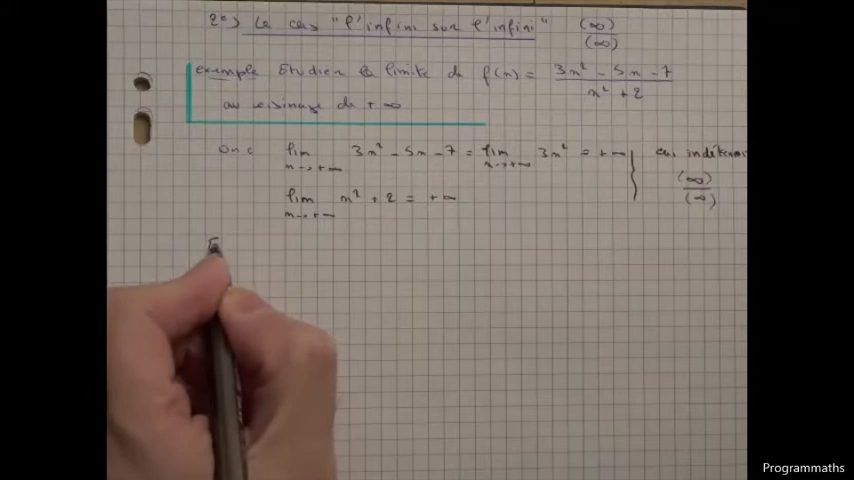 2°) Le cas "l'infini sur l'infini" (∞)/(∞)
exemple Etudier la limite de f(x) = (3x² - 5x - 7)/(x² + 2)
au voisinage de +∞
On a lim x→+∞ 3x² - 5x - 7 = lim x→+∞ 3x² = +∞ } cas indéterm (∞)/(∞)
lim x→+∞ x² + 2 = +∞
Programmaths